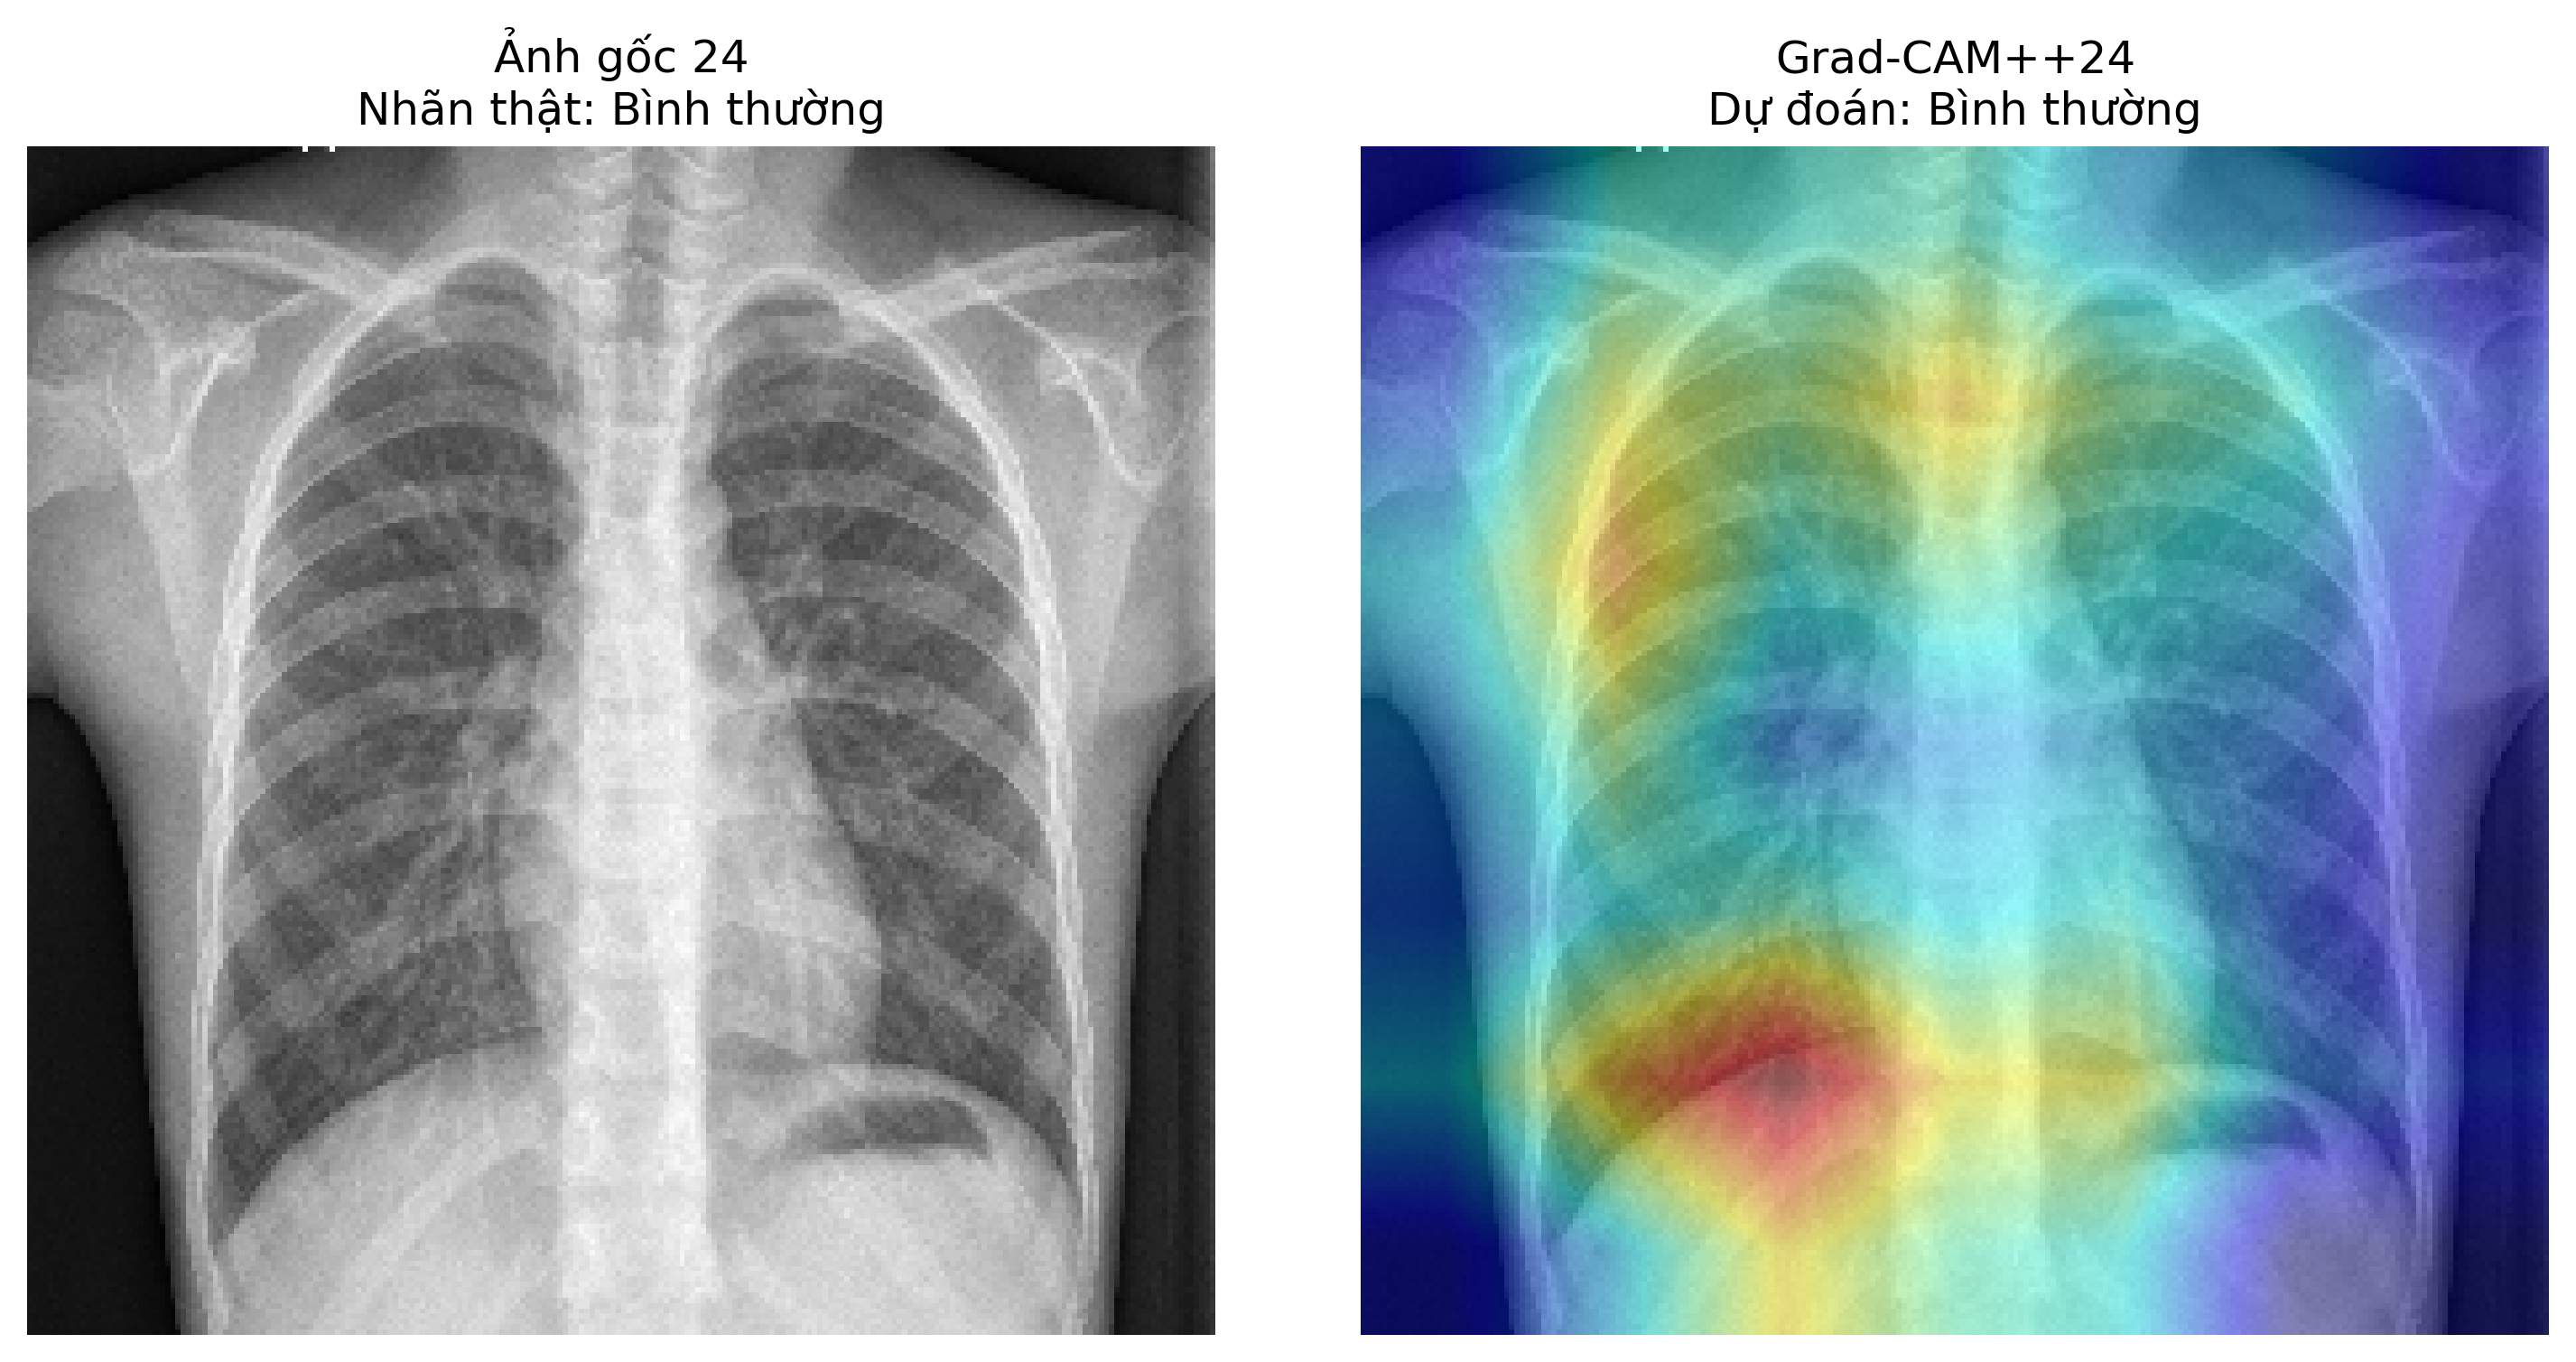 Ảnh gốc 24
Nhãn thật: Bình thường
Grad-CAM++24
Dự đoán: Bình thường